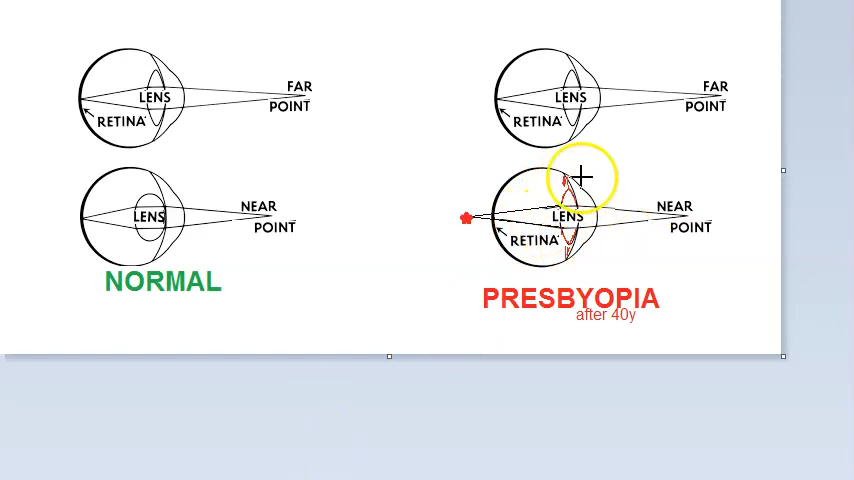 FAR
LENS
POINT
RETINA
FAR
LENS
POINT
RETINA
NEAR
LENS
POINT
NORMAL
NEAR
LENS
POINT
RETINA
PRESBYOPIA
after 40y